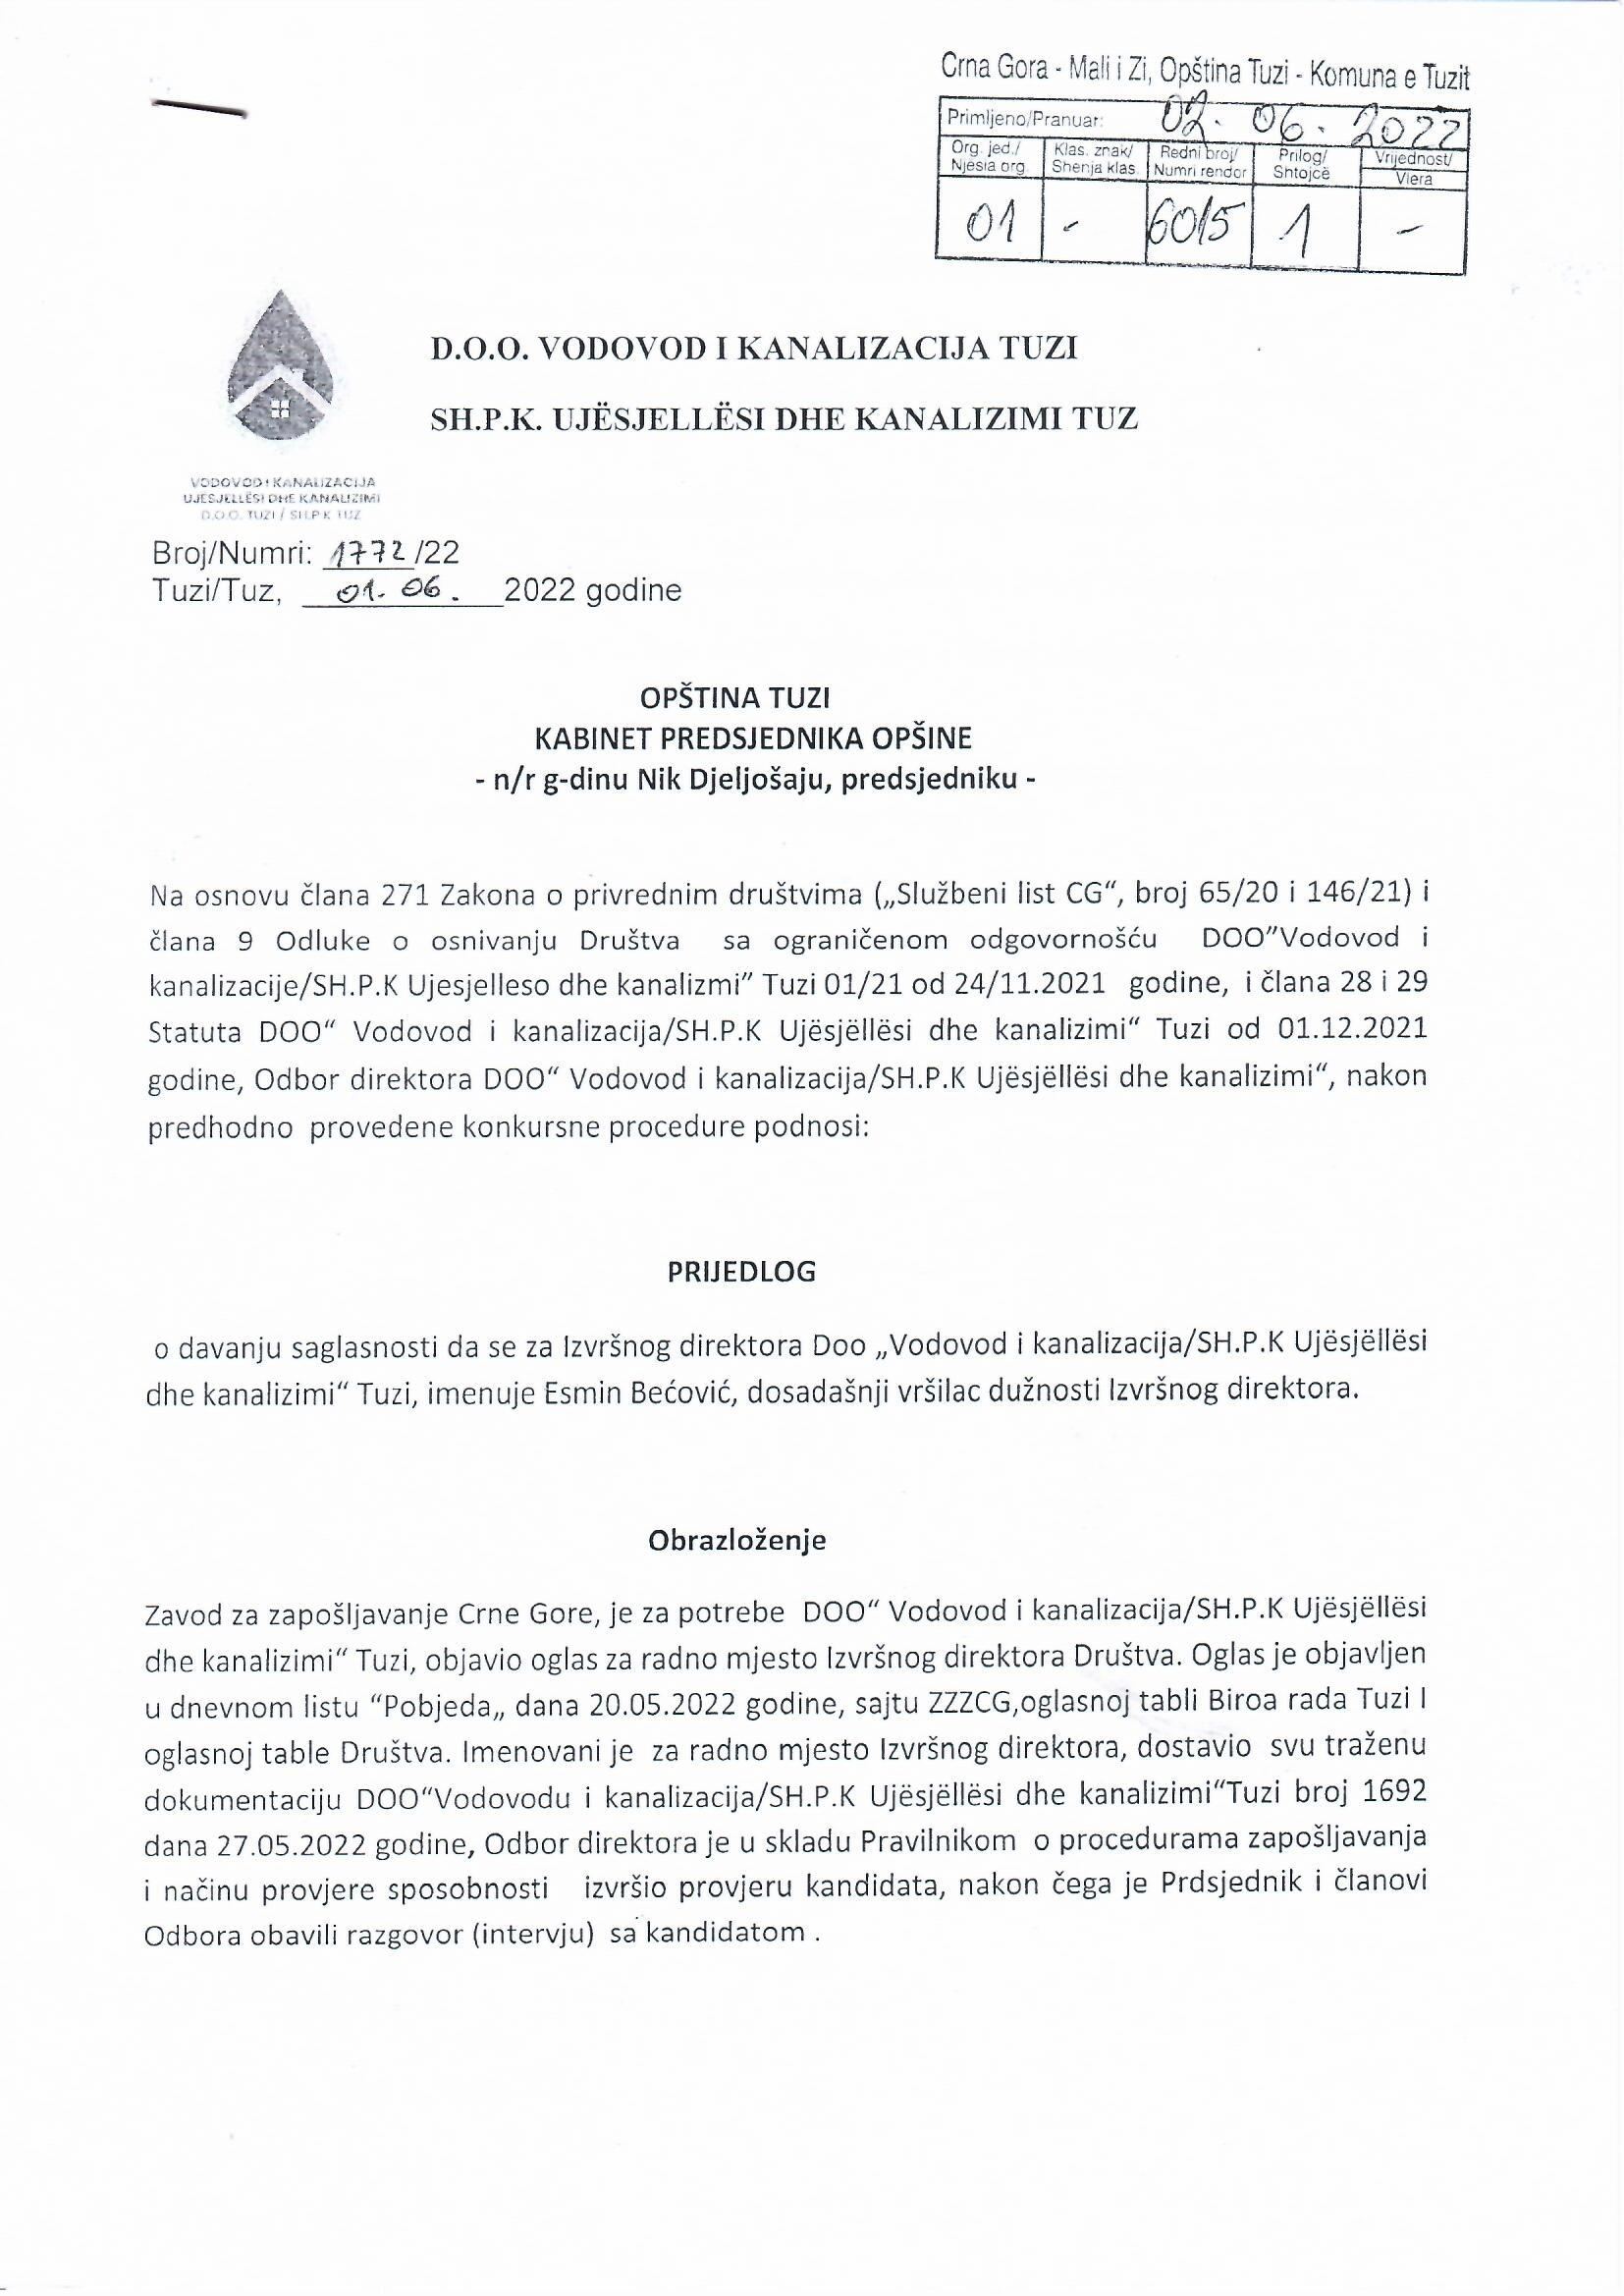 Crna Gora - Mali i Zi, Opština Tuzi - Komuna e Tuzit
Primljeno/Pranuar: 02. 06. 2022
Org. jed./ Njesia org. Klas. znak/ Shenja klas. Redni broj/ Numri rendor Prilog/ Shtojcë Vrijednost/ Vlera
01 - 6015 1 -
D.O.O. VODOVOD I KANALIZACIJA TUZI
SH.P.K. UJËSJELLËSI DHE KANALIZIMI TUZ
VODOVOD I KANALIZACIJA
UJËSJELLËSI DHE KANALIZIMI
D.O.O. TUZI / SH.P.K TUZ
Broj/Numri: 1772/22
Tuzi/Tuz, 01. 06. 2022 godine
OPŠTINA TUZI
KABINET PREDSJEDNIKA OPŠINE
- n/r g-dinu Nik Djeljošaju, predsjedniku -
Na osnovu člana 271 Zakona o privrednim društvima („Službeni list CG“, broj 65/20 i 146/21) i
člana 9 Odluke o osnivanju Društva sa ograničenom odgovornošću DOO”Vodovod i
kanalizacije/SH.P.K Ujesjelleso dhe kanalizmi” Tuzi 01/21 od 24/11.2021 godine, i člana 28 i 29
Statuta DOO“ Vodovod i kanalizacija/SH.P.K Ujësjëllësi dhe kanalizimi“ Tuzi od 01.12.2021
godine, Odbor direktora DOO“ Vodovod i kanalizacija/SH.P.K Ujësjëllësi dhe kanalizimi“, nakon
predhodno provedene konkursne procedure podnosi:
PRIJEDLOG
o davanju saglasnosti da se za Izvršnog direktora Doo „Vodovod i kanalizacija/SH.P.K Ujësjëllësi
dhe kanalizimi“ Tuzi, imenuje Esmin Bećović, dosadašnji vršilac dužnosti Izvršnog direktora.
Obrazloženje
Zavod za zapošljavanje Crne Gore, je za potrebe DOO“ Vodovod i kanalizacija/SH.P.K Ujësjëllësi
dhe kanalizimi“ Tuzi, objavio oglas za radno mjesto Izvršnog direktora Društva. Oglas je objavljen
u dnevnom listu “Pobjeda„ dana 20.05.2022 godine, sajtu ZZZCG,oglasnoj tabli Biroa rada Tuzi I
oglasnoj table Društva. Imenovani je za radno mjesto Izvršnog direktora, dostavio svu traženu
dokumentaciju DOO“Vodovodu i kanalizacija/SH.P.K Ujësjëllësi dhe kanalizimi“Tuzi broj 1692
dana 27.05.2022 godine, Odbor direktora je u skladu Pravilnikom o procedurama zapošljavanja
i načinu provjere sposobnosti izvršio provjeru kandidata, nakon čega je Prdsjednik i članovi
Odbora obavili razgovor (intervju) sa kandidatom .